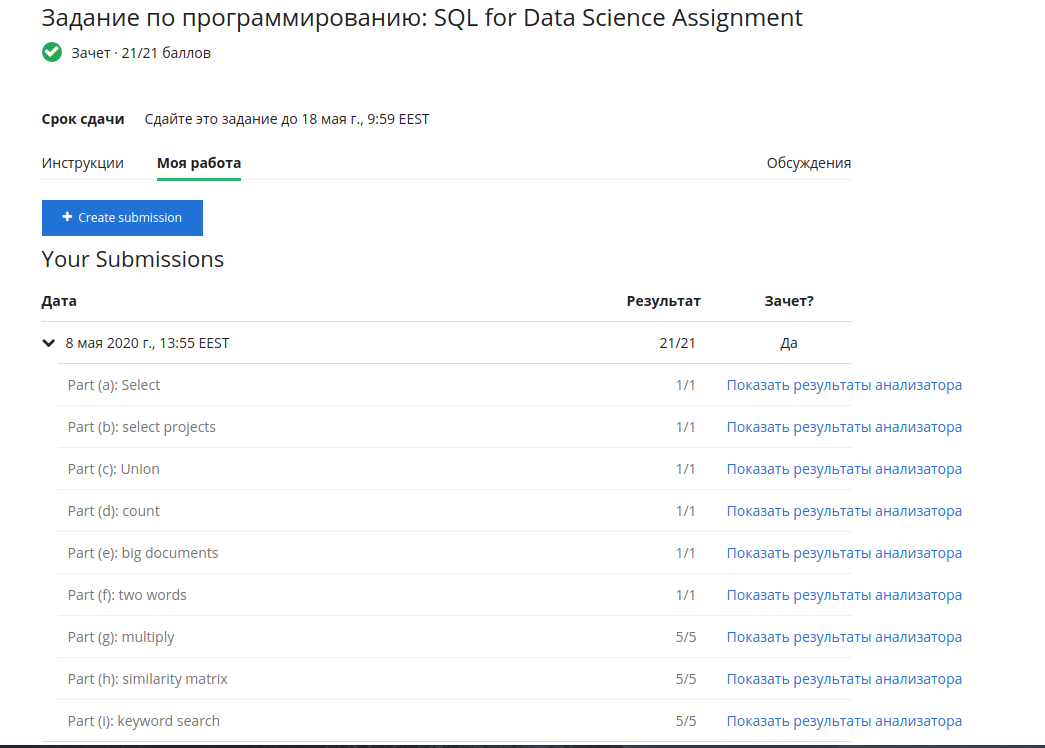 Задание по программированию: SQL for Data Science Assignment
Зачет · 21/21 баллов
Срок сдачи Сдайте это задание до 18 мая г., 9:59 EEST
Инструкции Моя работа Обсуждения
+ Create submission
Your Submissions
Дата Результат Зачет?
8 мая 2020 г., 13:55 EEST 21/21 Да
Part (a): Select 1/1 Показать результаты анализатора
Part (b): select projects 1/1 Показать результаты анализатора
Part (c): Union 1/1 Показать результаты анализатора
Part (d): count 1/1 Показать результаты анализатора
Part (e): big documents 1/1 Показать результаты анализатора
Part (f): two words 1/1 Показать результаты анализатора
Part (g): multiply 5/5 Показать результаты анализатора
Part (h): similarity matrix 5/5 Показать результаты анализатора
Part (i): keyword search 5/5 Показать результаты анализатора